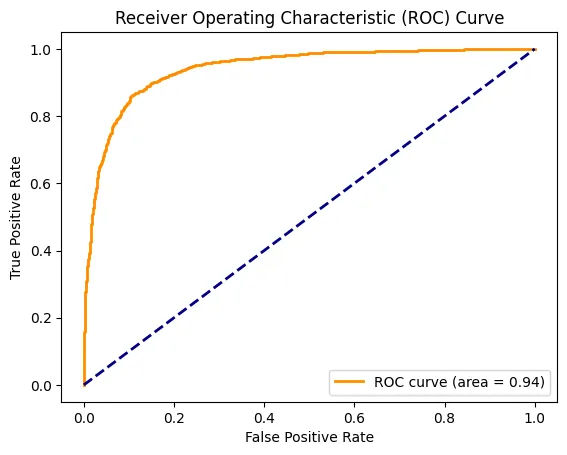 Receiver Operating Characteristic (ROC) Curve
True Positive Rate
1.0
0.8
0.6
0.4
0.2
0.0
ROC curve (area = 0.94)
0.0 0.2 0.4 0.6 0.8 1.0
False Positive Rate